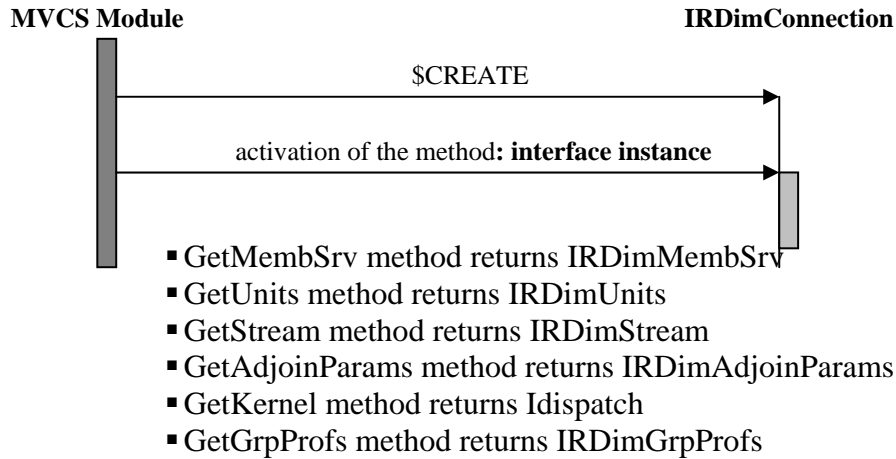 MVCS Module IRDimConnection
$CREATE
activation of the method: interface instance
▪ GetMembSrv method returns IRDimMembSrv
▪ GetUnits method returns IRDimUnits
▪ GetStream method returns IRDimStream
▪ GetAdjoinParams method returns IRDimAdjoinParams
▪ GetKernel method returns Idispatch
▪ GetGrpProfs method returns IRDimGrpProfs